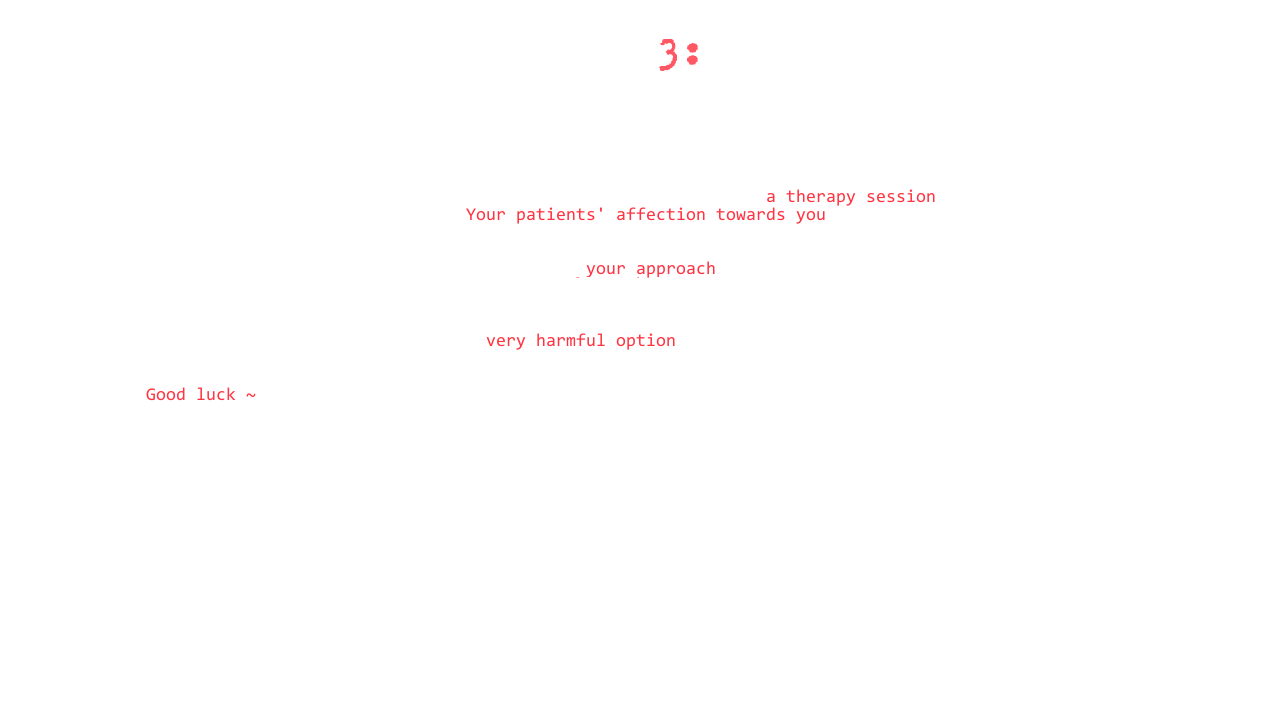 3:
a therapy session
Your patients' affection towards you
your approach
very harmful option
Good luck ~